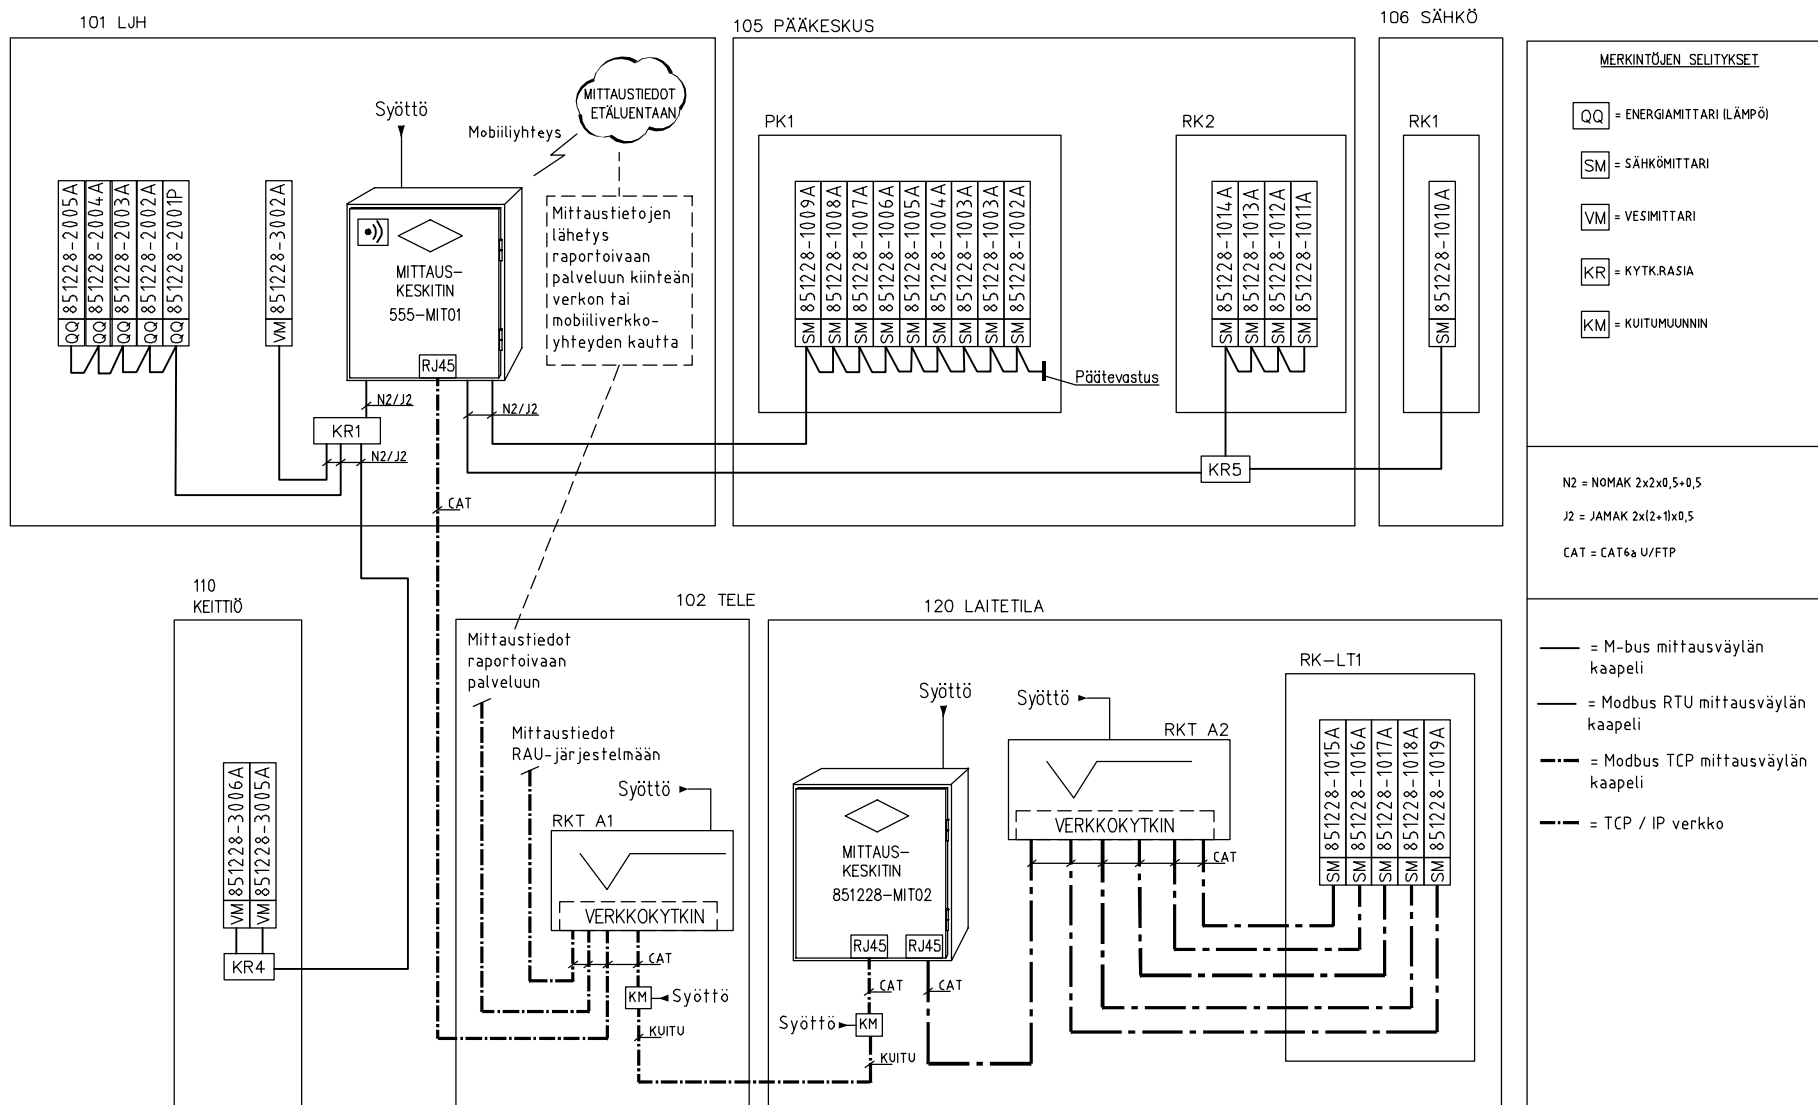 101 LJH
105 PÄÄKESKUS
106 SÄHKÖ
Syöttö
Mobiiliyhteys
MITTAUSTIEDOT
ETÄLUENTAAN
QQ 851228-2005A
QQ 851228-2004A
QQ 851228-2003A
QQ 851228-2002A
QQ 851228-2001P
VM 851228-3002A
MITTAUS-
KESKITIN
555-MIT01
RJ45
Mittaustietojen
lähetys
raportoivaan
palveluun kiinteän
verkon tai
mobiiliverkko-
yhteyden kautta
N2/J2
KR1
N2/J2
N2/J2
CAT
PK1
SM 851228-1009A
SM 851228-1008A
SM 851228-1007A
SM 851228-1006A
SM 851228-1005A
SM 851228-1004A
SM 851228-1003A
SM 851228-1003A
SM 851228-1002A
Päätevastus
RK2
SM 851228-1014A
SM 851228-1013A
SM 851228-1012A
SM 851228-1011A
KR5
RK1
SM 851228-1010A
MERKINTÖJEN SELITYKSET
QQ = ENERGIAMITTARI (LÄMPÖ)
SM = SÄHKÖMITTARI
VM = VESIMITTARI
KR = KYTK.RASIA
KM = KUITUMUUNNIN
N2 = NOMAK 2x2x0,5+0,5
J2 = JAMAK 2x(2+1)x0,5
CAT = CAT6a U/FTP
= M-bus mittausväylän
kaapeli
= Modbus RTU mittausväylän
kaapeli
= Modbus TCP mittausväylän
kaapeli
= TCP / IP verkko
110
KEITTIÖ
VM 851228-3006A
VM 851228-3005A
KR4
102 TELE
Mittaustiedot
raportoivaan
palveluun
Mittaustiedot
RAU-järjestelmään
Syöttö
RKT A1
VERKKOKYTKIN
CAT
KM
Syöttö
KUITU
120 LAITETILA
Syöttö
MITTAUS-
KESKITIN
851228-MIT02
RJ45
RJ45
CAT
CAT
Syöttö
KM
KUITU
Syöttö
RKT A2
VERKKOKYTKIN
CAT
RK-LT1
SM 851228-1015A
SM 851228-1016A
SM 851228-1017A
SM 851228-1018A
SM 851228-1019A